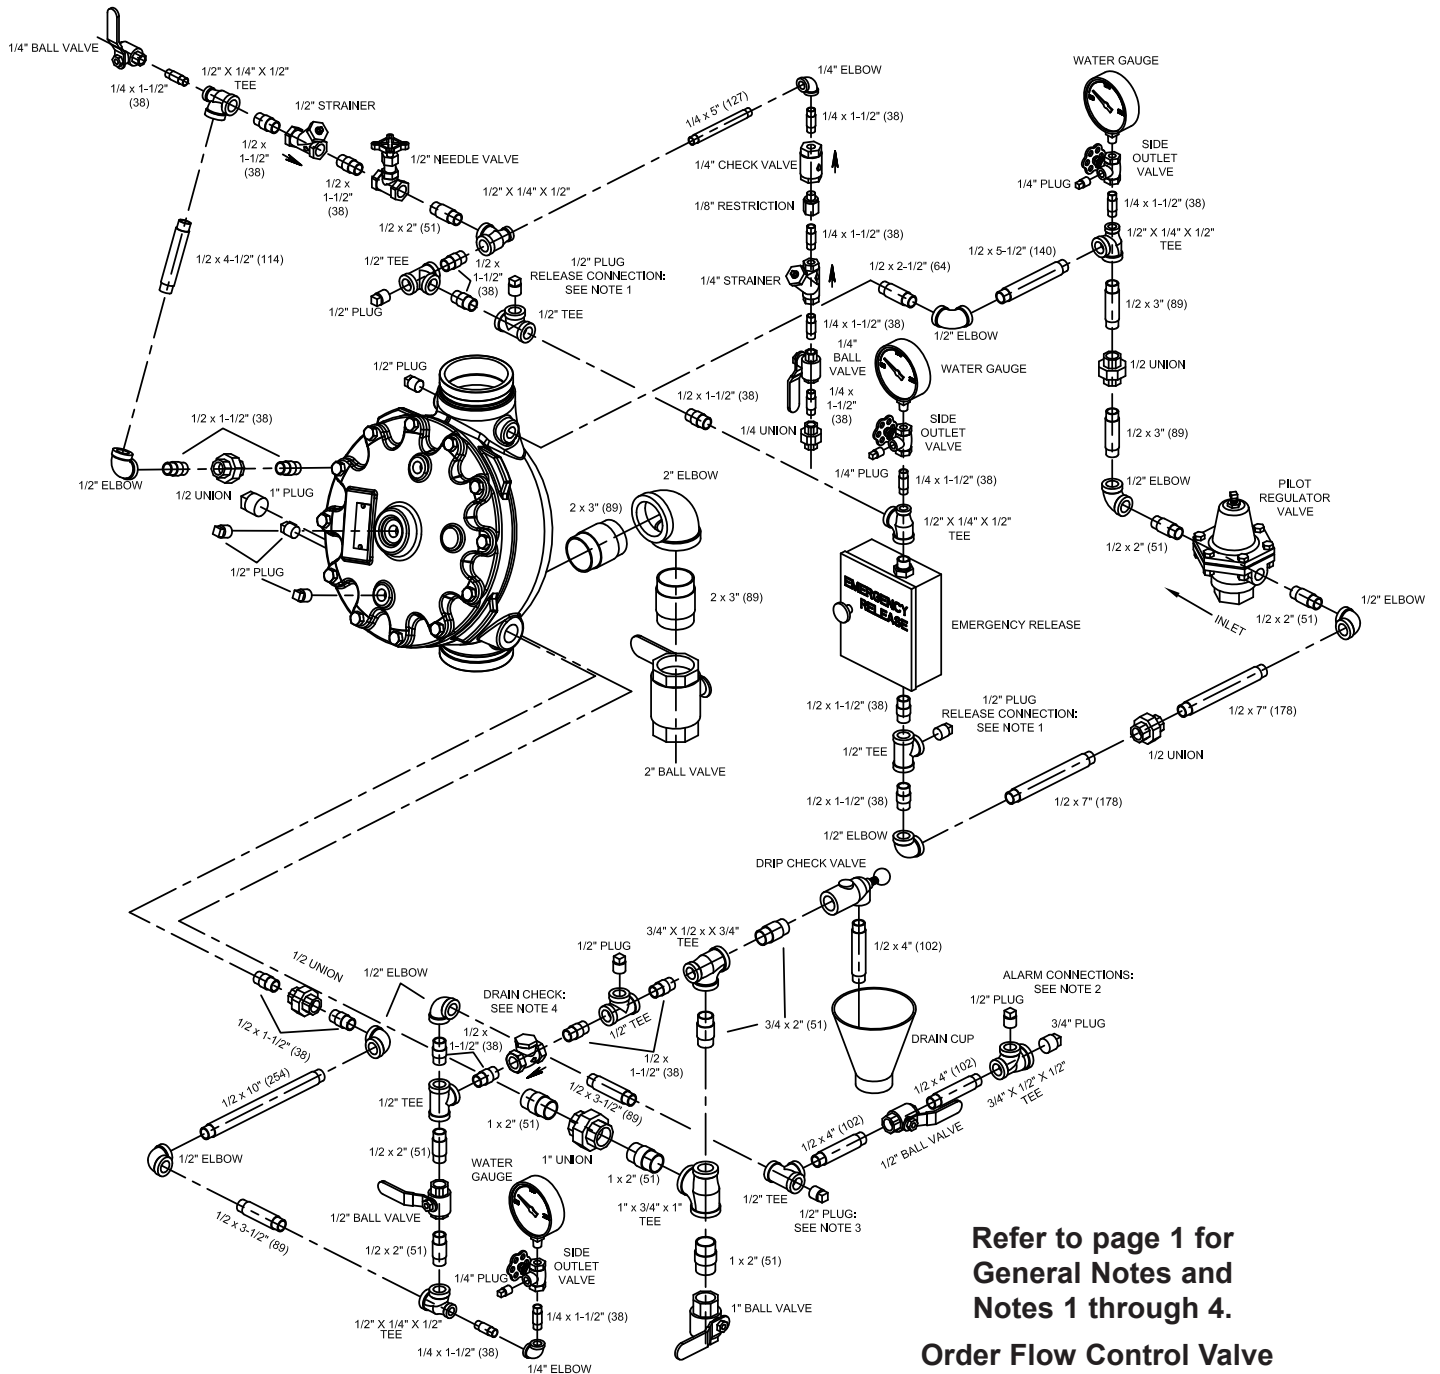 1/4" BALL VALVE
1/4 x 1-1/2"
(38)
1/2" X 1/4" X 1/2"
TEE
1/2" STRAINER
1/2 x
1-1/2"
(38)
1/2 x
1-1/2"
(38)
1/2" NEEDLE VALVE
1/2 x 2" (51)
1/2" X 1/4" X 1/2"
1/4 x 5" (127)
1/4" ELBOW
1/4 x 1-1/2" (38)
1/4" CHECK VALVE
1/8" RESTRICTION
1/4 x 1-1/2" (38)
1/4" STRAINER
1/4 x 1-1/2" (38)
1/4"
BALL
VALVE
1/4 x
1-1/2"
(38)
1/4 UNION
WATER GAUGE
SIDE
OUTLET
VALVE
1/4" PLUG
1/4 x 1-1/2" (38)
1/2" X 1/4" X 1/2"
TEE
1/2 x 5-1/2" (140)
1/2 x 2-1/2" (64)
1/2" ELBOW
1/2 x 3" (89)
1/2 UNION
1/2 x 3" (89)
1/2" ELBOW
PILOT
REGULATOR
VALVE
1/2 x 2" (51)
INLET
1/2 x 2" (51)
1/2" ELBOW
1/2 x 7" (178)
1/2 UNION
1/2 x 7" (178)
1/2 x 4-1/2" (114)
1/2" TEE
1/2" PLUG
1/2 x
1-1/2"
(38)
1/2" PLUG
RELEASE CONNECTION:
SEE NOTE 1
1/2" TEE
1/2" PLUG
1/2 x 1-1/2" (38)
1/2 x 1-1/2" (38)
1/2" ELBOW
1/2 UNION
1" PLUG
1/2" PLUG
2 x 3" (89)
2" ELBOW
2 x 3" (89)
2" BALL VALVE
WATER GAUGE
SIDE
OUTLET
VALVE
1/4" PLUG
1/4 x 1-1/2" (38)
1/2" X 1/4" X 1/2"
TEE
EMERGENCY
RELEASE
EMERGENCY RELEASE
1/2 x 1-1/2" (38)
1/2" PLUG
RELEASE CONNECTION:
SEE NOTE 1
1/2" TEE
1/2 x 1-1/2" (38)
1/2" ELBOW
DRIP CHECK VALVE
3/4" X 1/2 x X 3/4"
TEE
1/2" PLUG
1/2 x 4" (102)
3/4 x 2" (51)
DRAIN CUP
ALARM CONNECTIONS:
SEE NOTE 2
1/2" PLUG
3/4" PLUG
1/2 x 4" (102)
3/4" X 1/2" X 1/2"
TEE
1/2" BALL VALVE
1/2 x 4" (102)
1/2" TEE
1/2" PLUG:
SEE NOTE 3
1/2 UNION
1/2" ELBOW
1/2 x 1-1/2" (38)
DRAIN CHECK:
SEE NOTE 4
1/2 x
1-1/2" (38)
1/2" TEE
1/2 x
1-1/2" (38)
1/2 x 3-1/2" (89)
1/2 x 10" (254)
1/2" TEE
1 x 2" (51)
1" UNION
1 x 2" (51)
1" x 3/4" x 1"
TEE
1/2" ELBOW
1/2 x 2" (51)
1/2" BALL VALVE
1/2 x 2" (51)
1/2 x 3-1/2" (89)
WATER
GAUGE
SIDE
OUTLET
VALVE
1/4" PLUG
1/4 x 1-1/2" (38)
1/2" X 1/4" X 1/2"
TEE
1/4 x 1-1/2" (38)
1/4" ELBOW
1 x 2" (51)
1" BALL VALVE
Refer to page 1 for
General Notes and
Notes 1 through 4.
Order Flow Control Valve